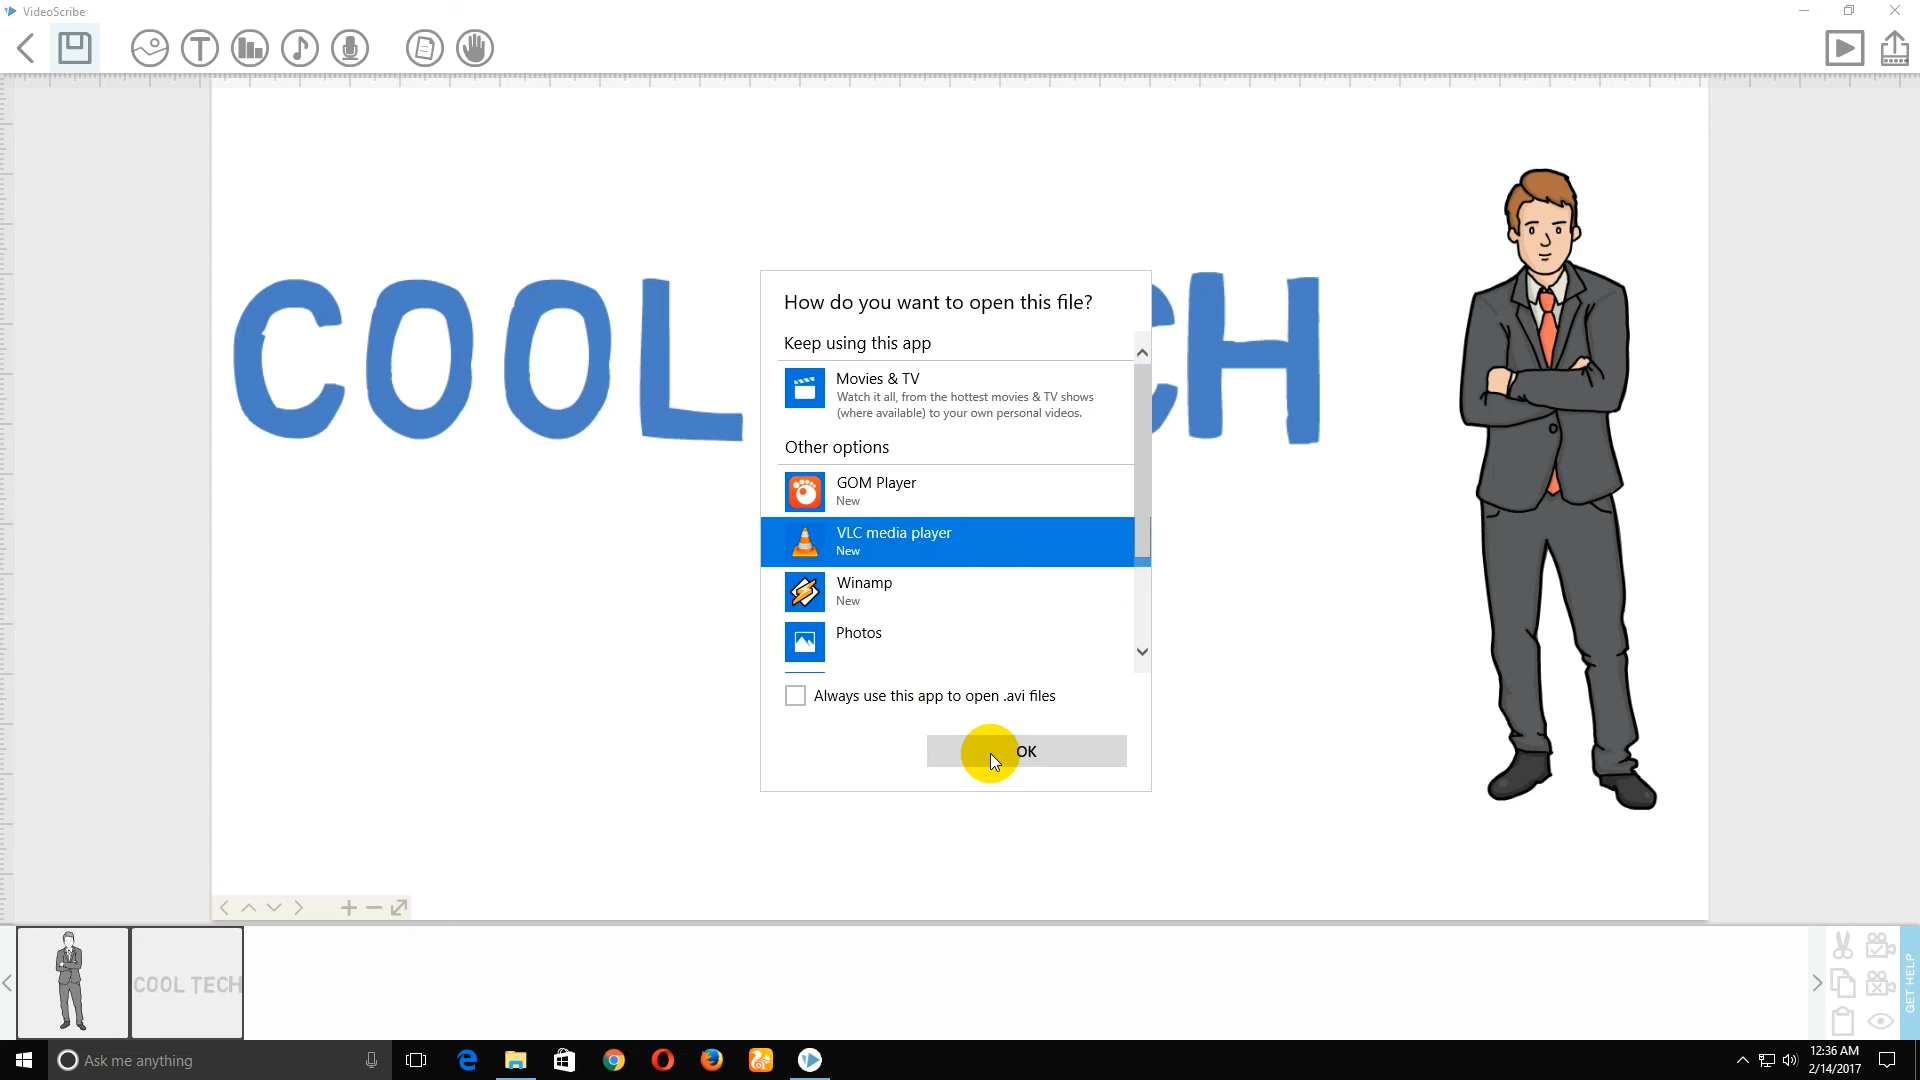 VideoScribe
COOL
CH
How do you want to open this file?
Keep using this app
Movies & TV
Watch it all, from the hottest movies & TV shows
(where available) to your own personal videos.
Other options
GOM Player
New
VLC media player
New
Winamp
New
Photos
Always use this app to open .avi files
OK
COOL TECH
GET HELP
Ask me anything
12:36 AM
2/14/2017